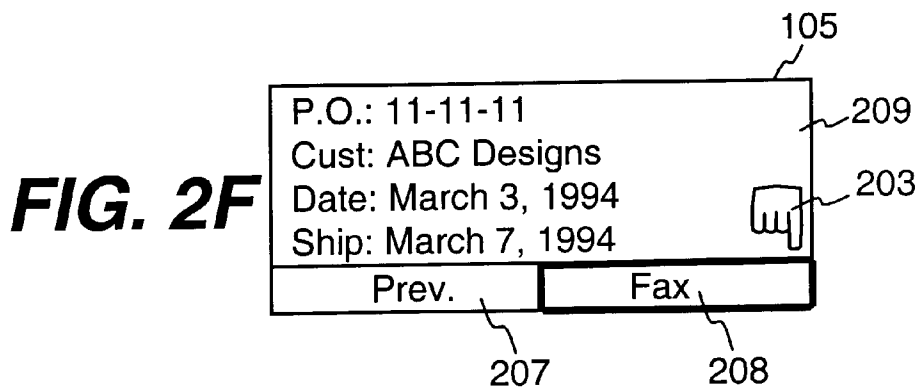 105
P.O.: 11-11-11
209
Cust: ABC Designs
FIG. 2F
Date: March 3, 1994
203
Ship: March 7, 1994
Prev.
Fax
207
208